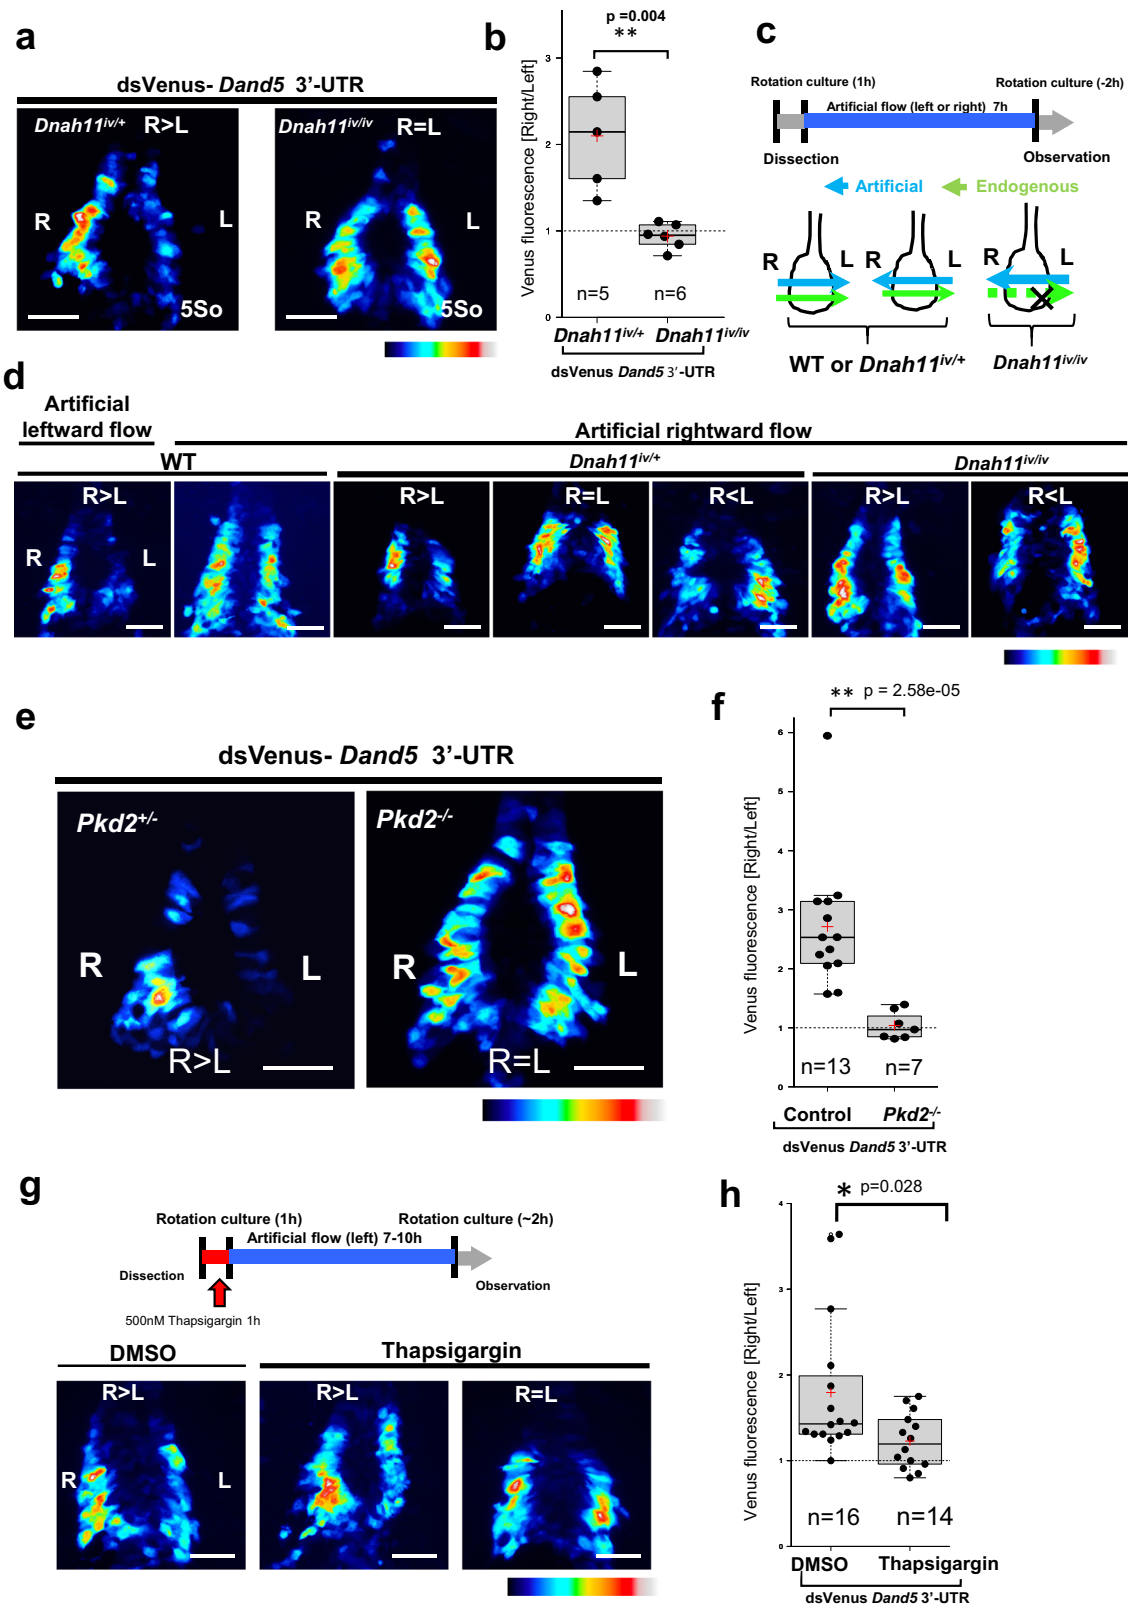 a
dsVenus- Dand5 3'-UTR
Dnah11iv/+ R>L
R
L
5So
Dnah11iv/iv R=L
R
L
5So
b
p =0.004
**
Venus fluorescence [Right/Left]
3
2
1
0
n=5
n=6
Dnah11iv/+ Dnah11iv/iv
dsVenus Dand5 3'-UTR
c
Rotation culture (1h)
Rotation culture (-2h)
Artificial flow (left or right) 7h
Dissection
Observation
Artificial
Endogenous
R L R L R L
WT or Dnah11iv/+
Dnah11iv/iv
d
Artificial
leftward flow
Artificial rightward flow
WT
Dnah11iv/+
Dnah11iv/iv
R>L
R>L
R=L
R<L
R>L
R<L
R
L
e
dsVenus- Dand5 3'-UTR
Pkd2+/-
R
L
R>L
Pkd2-/-
R
L
R=L
f
** p = 2.58e-05
Venus fluorescence [Right/Left]
6
5
4
3
2
1
0
n=13
n=7
Control Pkd2-/-
dsVenus Dand5 3'-UTR
g
Rotation culture (1h)
Rotation culture (~2h)
Artificial flow (left) 7-10h
Dissection
Observation
500nM Thapsigargin 1h
DMSO
Thapsigargin
R>L
R>L
R=L
R
L
h
* p=0.028
Venus fluorescence [Right/Left]
4
3
2
1
0
n=16
n=14
DMSO Thapsigargin
dsVenus Dand5 3'-UTR